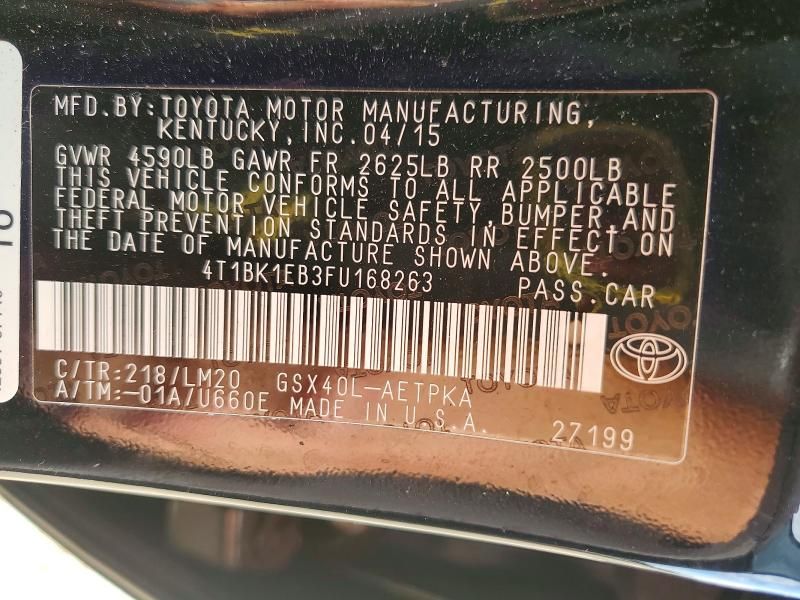 MFD.BY:TOYOTA MOTOR MANUFACTURING,
KENTUCKY,INC.04/15
GVWR 4590LB GAWR FR 2625LB RR 2500LB
THIS VEHICLE CONFORMS TO ALL APPLICABLE
FEDERAL MOTOR VEHICLE SAFETY,BUMPER,AND
THEFT PREVENTION STANDARDS IN EFFECT ON
THE DATE OF MANUFACTURE SHOWN ABOVE.
4T1BK1EB3FU168263 PASS.CAR
C/TR:218/LM20 GSX40L-AETPKA
A/TM:-01A/U660E MADE IN U.S.A. 27199
TO